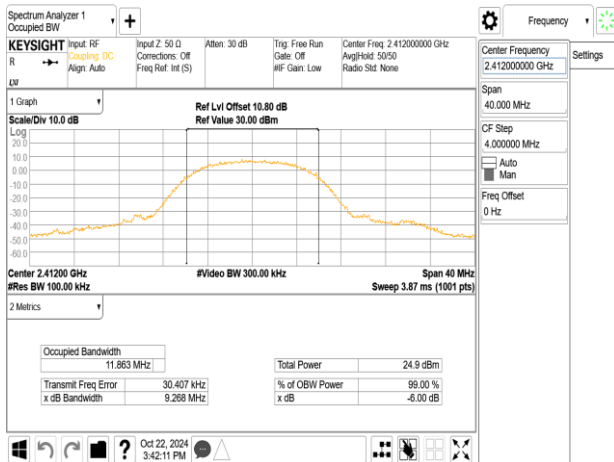 Spectrum Analyzer 1
Occupied BW
Frequency
KEYSIGHT
Input: RF
Coupling: DC
Align: Auto
Input Z: 50 Ω
Corrections: Off
Freq Ref: Int (S)
Atten: 30 dB
Trig: Free Run
Gate: Off
#IF Gain: Low
Center Freq: 2.412000000 GHz
Avg|Hold: 50/50
Radio Std: None
R
LXI
Center Frequency
2.412000000 GHz
Settings
Span
40.000 MHz
CF Step
4.000000 MHz
Auto
Man
Freq Offset
0 Hz
1 Graph
Scale/Div 10.0 dB
Ref Lvl Offset 10.80 dB
Ref Value 30.00 dBm
Log
20.0
10.0
0.00
-10.0
-20.0
-30.0
-40.0
-50.0
-60.0
Center 2.41200 GHz
#Video BW 300.00 kHz
Span 40 MHz
#Res BW 100.00 kHz
Sweep 3.87 ms (1001 pts)
2 Metrics
Occupied Bandwidth
11.863 MHz
Total Power 24.9 dBm
Transmit Freq Error 30.407 kHz
% of OBW Power 99.00 %
x dB Bandwidth 9.268 MHz
x dB -6.00 dB
?
Oct 22, 2024
3:42:11 PM